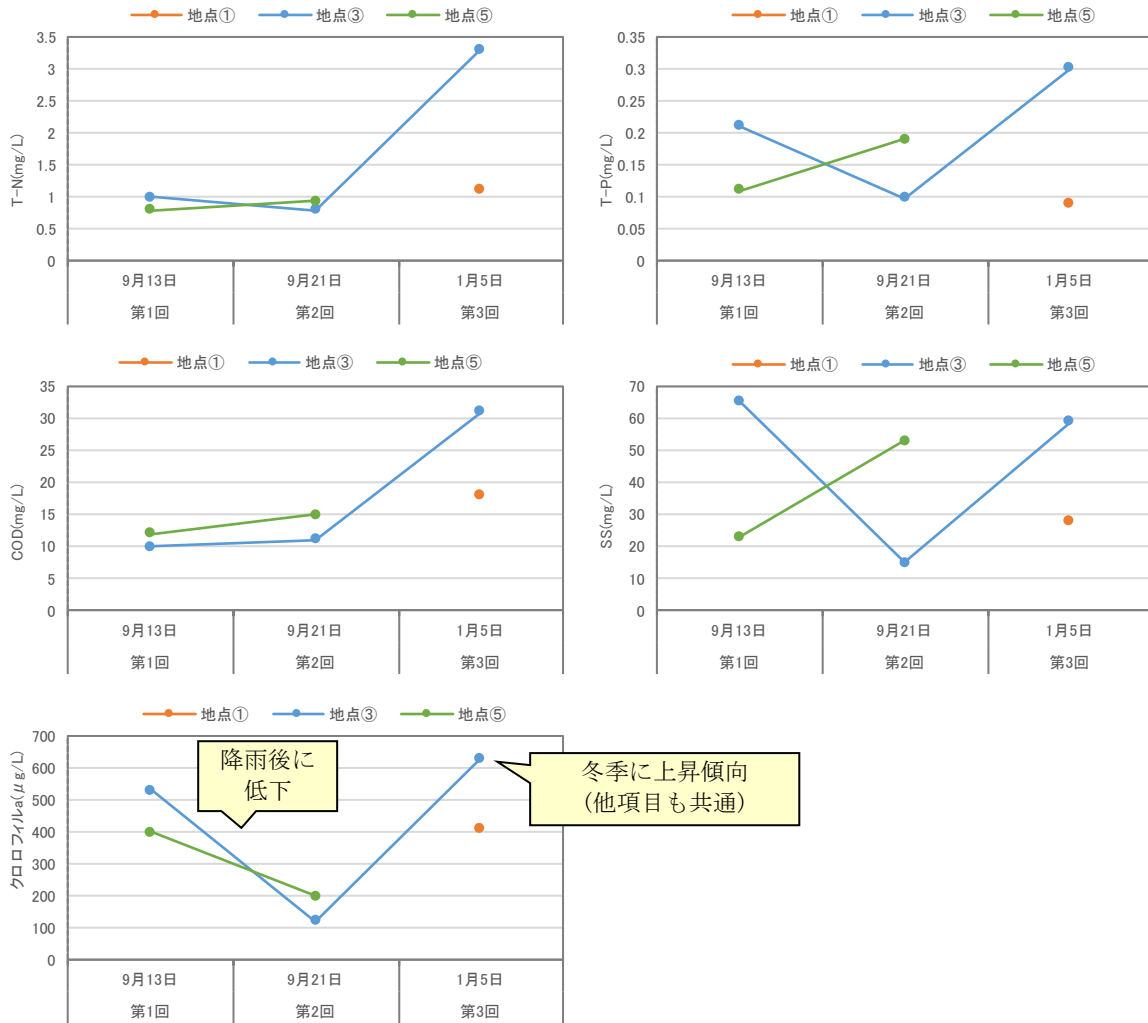 地点① 地点③ 地点⑤
3.5
3
2.5
2
1.5
1
0.5
0
T-N(mg/L)
9月13日 9月21日 1月5日
第1回 第2回 第3回
地点① 地点③ 地点⑤
0.35
0.3
0.25
0.2
0.15
0.1
0.05
0
T-P(mg/L)
9月13日 9月21日 1月5日
第1回 第2回 第3回
地点① 地点③ 地点⑤
35
30
25
20
15
10
5
0
COD(mg/L)
9月13日 9月21日 1月5日
第1回 第2回 第3回
地点① 地点③ 地点⑤
70
60
50
40
30
20
10
0
SS(mg/L)
9月13日 9月21日 1月5日
第1回 第2回 第3回
地点① 地点③ 地点⑤
700
600
500
400
300
200
100
0
クロロフィルa(μg/L)
降雨後に
低下
冬季に上昇傾向
(他項目も共通)
9月13日 9月21日 1月5日
第1回 第2回 第3回